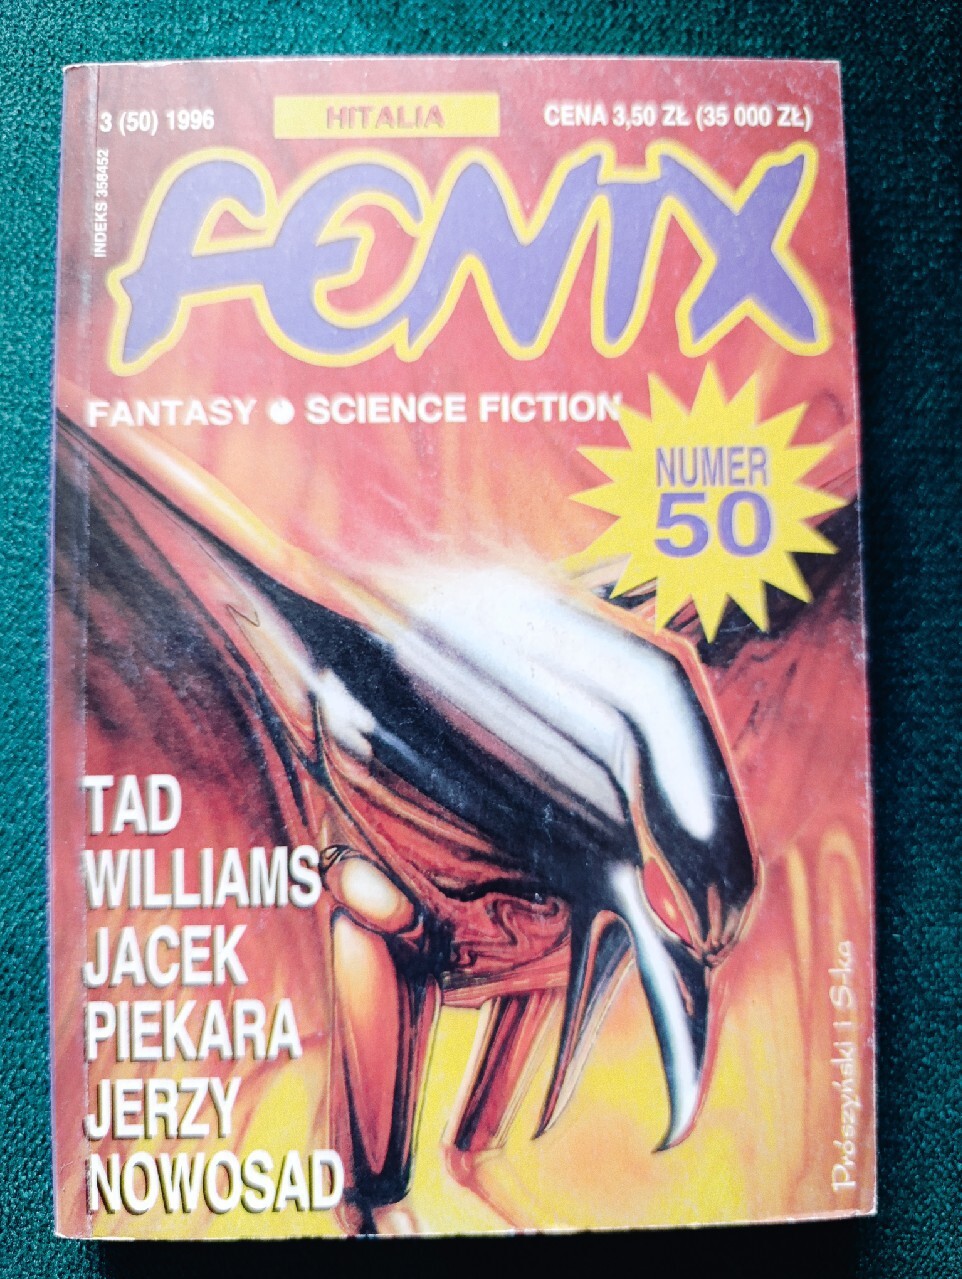 3 (50) 1996
HITALIA
CENA 3,50 ZŁ (35 000 ZŁ)
INDEKS 358452
FENIX
FANTASY SCIENCE FICTION
NUMER
50
TAD
WILLIAMS
JACEK
PIEKARA
JERZY
NOWOSAD
Prószyński i S-ka